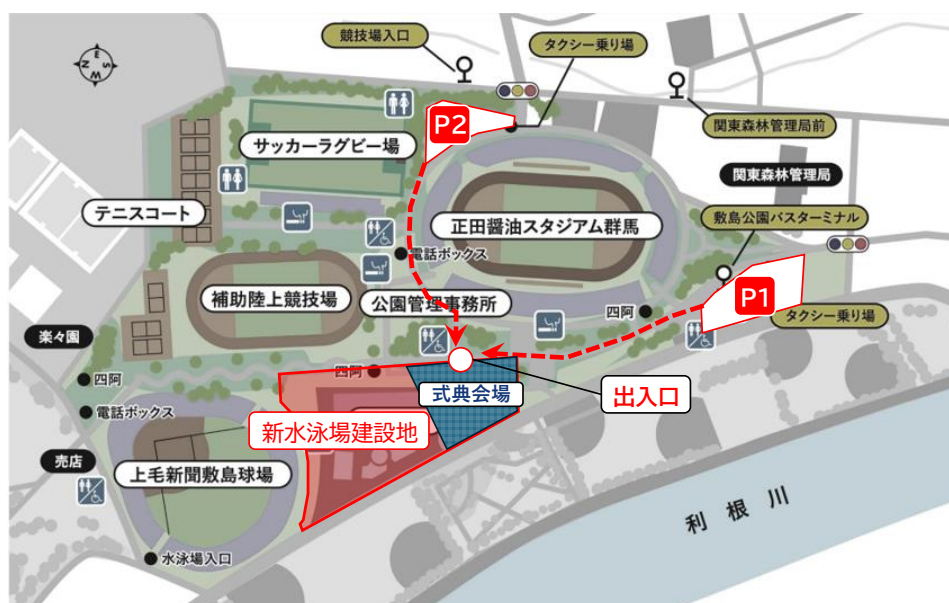 競技場入口
タクシー乗り場
E
N
S
W
P2
関東森林管理局前
サッカーラグビー場
関東森林管理局
テニスコート
敷島公園バスターミナル
正田醤油スタジアム群馬
電話ボックス
補助陸上競技場
公園管理事務所
P1
四阿
タクシー乗り場
楽々園
四阿
四阿
式典会場
出入口
電話ボックス
新水泳場建設地
売店
上毛新聞敷島球場
利根川
水泳場入口